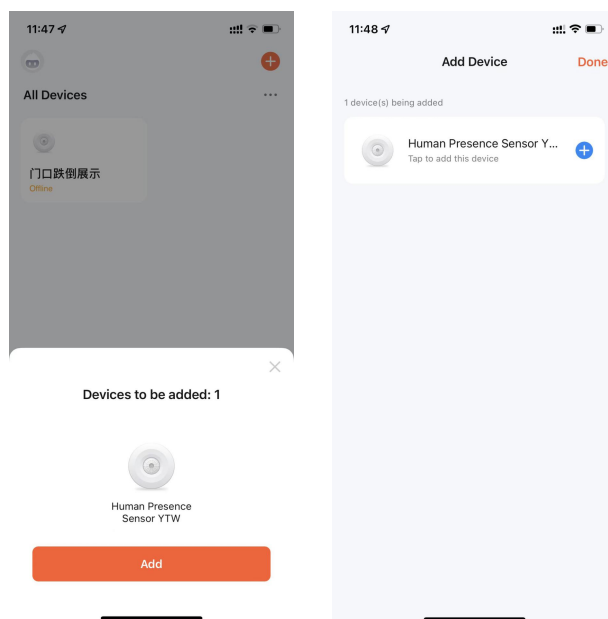 11:47
All Devices
门口跌倒展示
Offline
Devices to be added: 1
Human Presence
Sensor YTW
Add
11:48
Add Device
Done
1 device(s) being added
Human Presence Sensor Y...
Tap to add this device